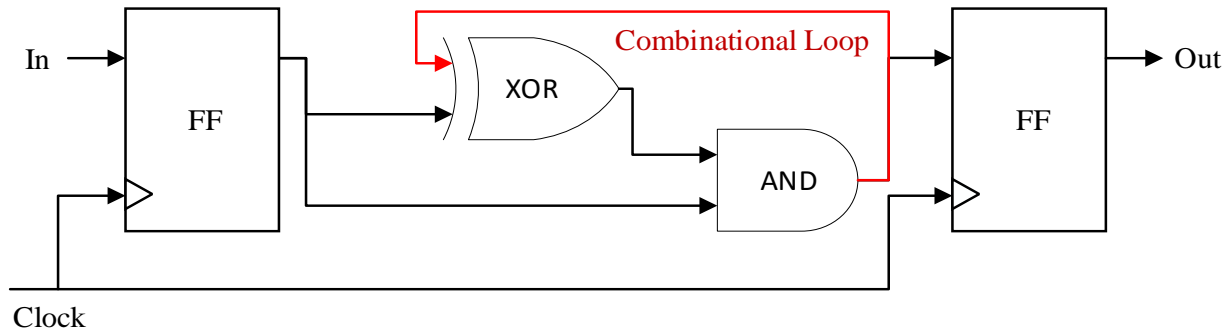 Combinational Loop
In
Out
XOR
FF
FF
AND
Clock